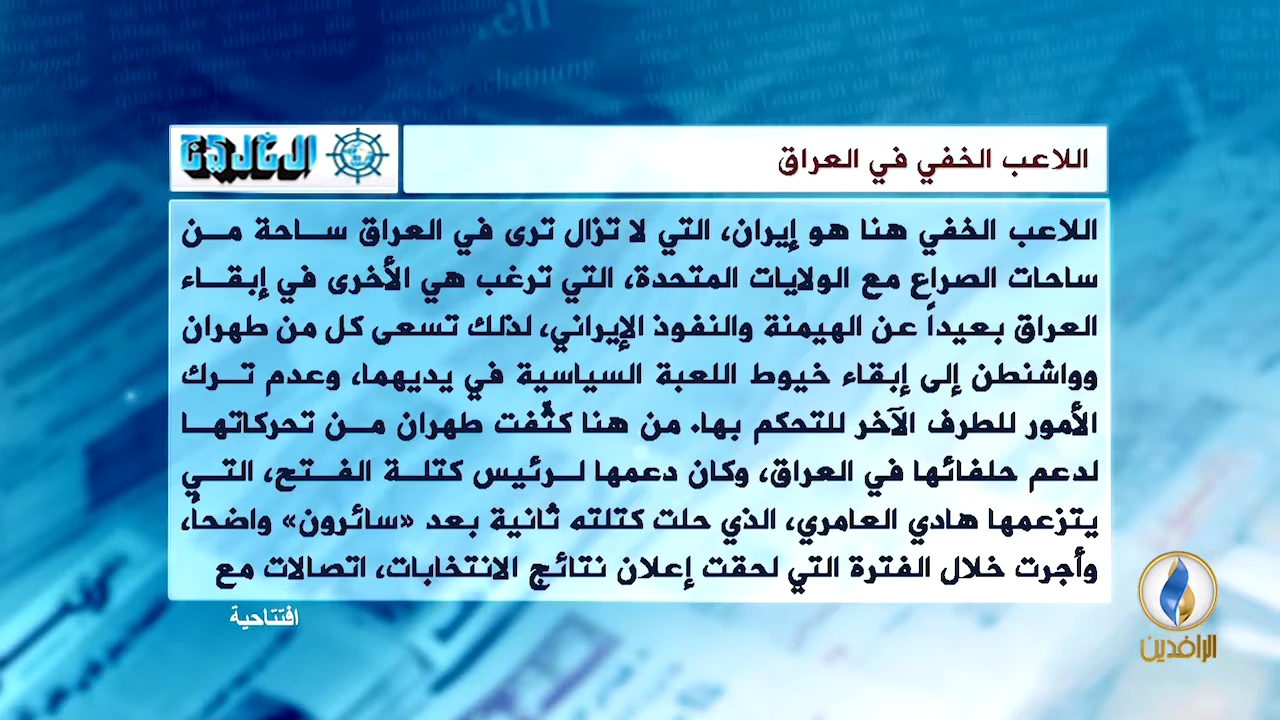 اللاعب الخفي في العراق
الخليج
اللاعب الخفي هنا هو إيران، التي لا تزال ترى في العراق ساحة من
ساحات الصراع مع الولايات المتحدة، التي ترغب هي الأخرى في إبقاء
العراق بعيداً عن الهيمنة والنفوذ الإيراني، لذلك تسعى كل من طهران
وواشنطن إلى إبقاء خيوط اللعبة السياسية في يديهما، وعدم ترك
الأمور للطرف الآخر للتحكم بها. من هنا كثّفت طهران من تحركاتها
لدعم حلفائها في العراق، وكان دعمها لرئيس كتلة الفتح، التي
يتزعمها هادي العامري، الذي حلت كتلته ثانية بعد «سائرون» واضحاً،
وأجرت خلال الفترة التي لحقت إعلان نتائج الانتخابات، اتصالات مع
افتتاحية
الرافدين